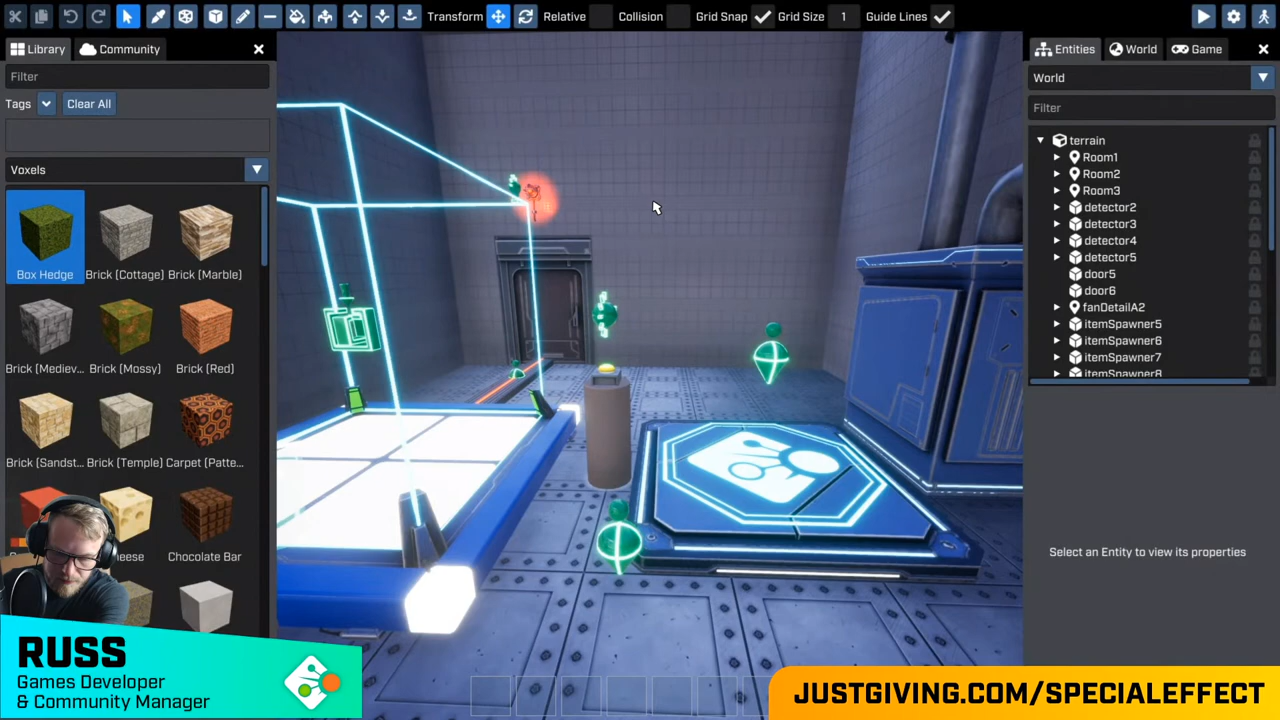 Transform
Relative
Collision
Grid Snap
Grid Size
1
Guide Lines
Library
Community
Filter
Tags
Clear All
Voxels
Box Hedge
Brick (Cottage)
Brick (Marble)
Brick (Mediev...
Brick (Mossy)
Brick (Red)
Brick (Sandst...
Brick (Temple)
Carpet (Patte...
Chocolate Bar
Entities
World
Game
World
Filter
terrain
Room1
Room2
Room3
detector2
detector3
detector4
detector5
door5
door6
fanDetailA2
itemSpawner5
itemSpawner6
itemSpawner7
itemSpawner8
Select an Entity to view its properties
RUSS
Games Developer
& Community Manager
JUSTGIVING.COM/SPECIALEFFECT